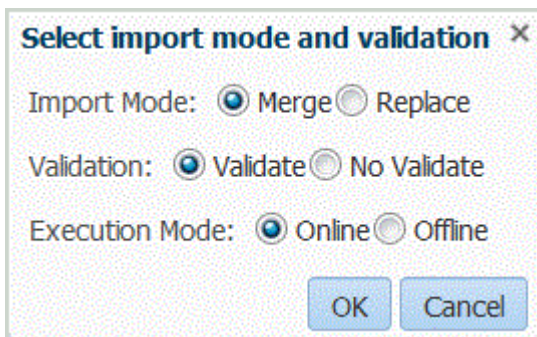 Select import mode and validation ×
Import Mode: Merge Replace
Validation: Validate No Validate
Execution Mode: Online Offline
OK Cancel